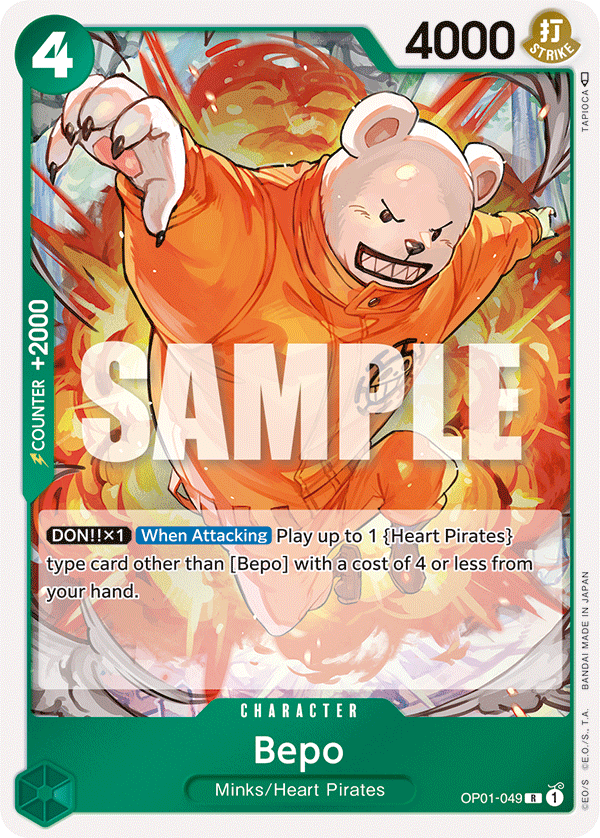 4
4000
打
STRIKE
TAPIOCA
COUNTER +2000
SAMPLE
DON!!×1 When Attacking Play up to 1 {Heart Pirates}
type card other than [Bepo] with a cost of 4 or less from
your hand.
©EO/S ©E.O./S., T.A. BANDAI MADE IN JAPAN
CHARACTER
Bepo
Minks/Heart Pirates
OP01-049 R 1